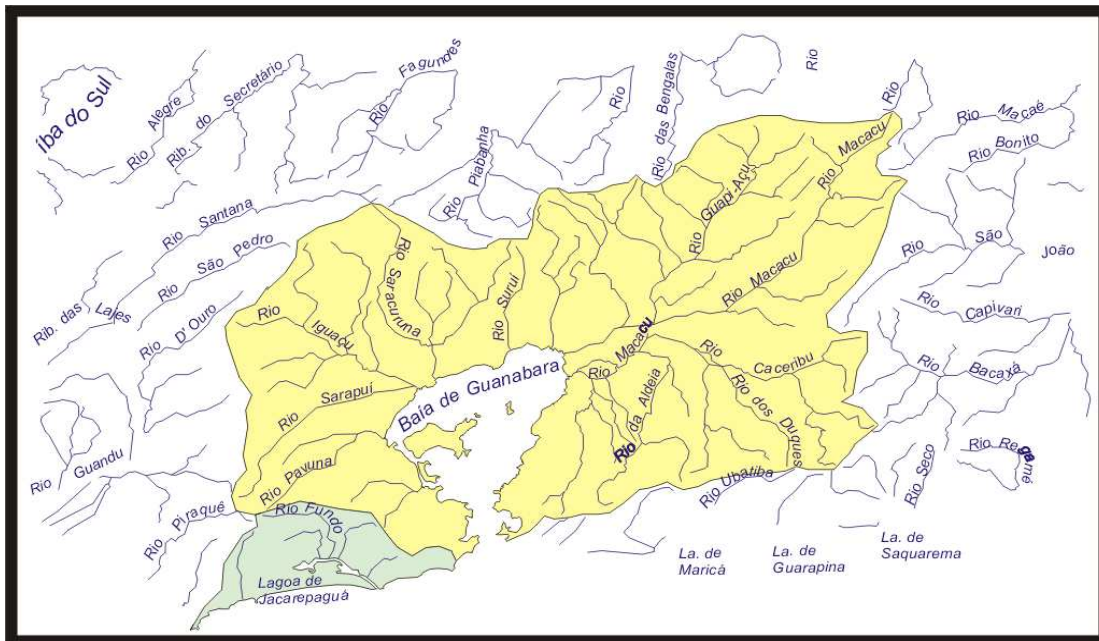 Rio
Fagundes
Rio
Rio das Bengalas
Rio
Rio
Macacu
Rio
iba do Sul
Rio Alegre
Rib. do Secretário
Rio Piabanha
Rio Macaé
Rio Bonito
Rio Guapi-Açu
Rio Santana
Rio São Pedro
Rio São João
Rib. das Lajes
Rio D' Ouro
Rio Saracuruna
Rio Suruí
Rio Macacu
Rio Iguaçu
Rio Macacu
Rio Capivari
Rio Caceribu
Rio Bacaxá
Baía de Guanabara
Rio Sarapuí
Rio da Aldeia
Rio dos Duques
Rio Guandu
Rio Pavuna
Rio Ubatiba
Rio Seco
Rio Regamé
Rio Piraquê
Rio Fundo
La. de
Maricá
La. de
Guarapina
La. de
Saquarema
Lagoa de
Jacarepaguá